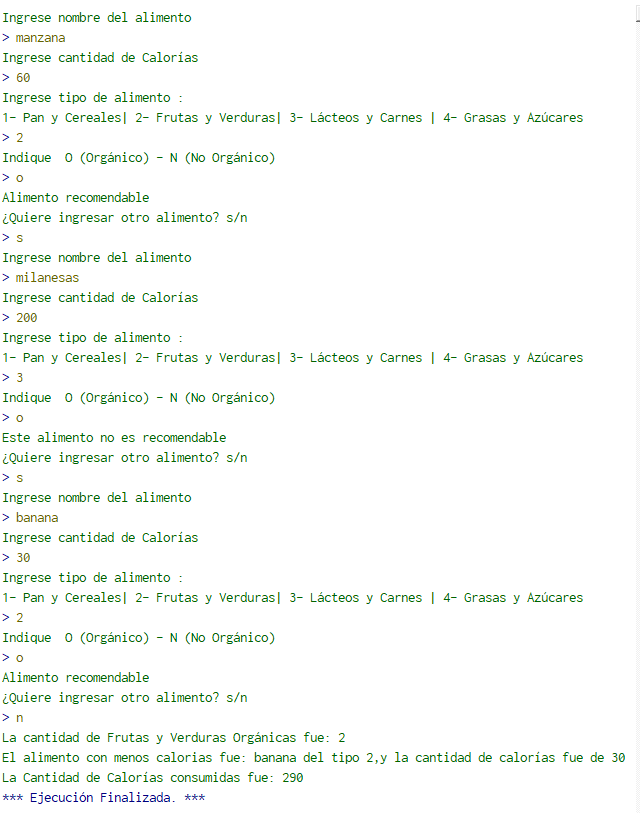 Ingrese nombre del alimento
> manzana
Ingrese cantidad de Calorías
> 60
Ingrese tipo de alimento :
1- Pan y Cereales| 2- Frutas y Verduras| 3- Lácteos y Carnes | 4- Grasas y Azúcares
> 2
Indique  O (Orgánico) - N (No Orgánico)
> o
Alimento recomendable
¿Quiere ingresar otro alimento? s/n
> s
Ingrese nombre del alimento
> milanesas
Ingrese cantidad de Calorías
> 200
Ingrese tipo de alimento :
1- Pan y Cereales| 2- Frutas y Verduras| 3- Lácteos y Carnes | 4- Grasas y Azúcares
> 3
Indique  O (Orgánico) - N (No Orgánico)
> o
Este alimento no es recomendable
¿Quiere ingresar otro alimento? s/n
> s
Ingrese nombre del alimento
> banana
Ingrese cantidad de Calorías
> 30
Ingrese tipo de alimento :
1- Pan y Cereales| 2- Frutas y Verduras| 3- Lácteos y Carnes | 4- Grasas y Azúcares
> 2
Indique  O (Orgánico) - N (No Orgánico)
> o
Alimento recomendable
¿Quiere ingresar otro alimento? s/n
> n
La cantidad de Frutas y Verduras Orgánicas fue: 2
El alimento con menos calorías fue: banana del tipo 2,y la cantidad de calorías fue de 30
La Cantidad de Calorías consumidas fue: 290
*** Ejecución Finalizada. ***